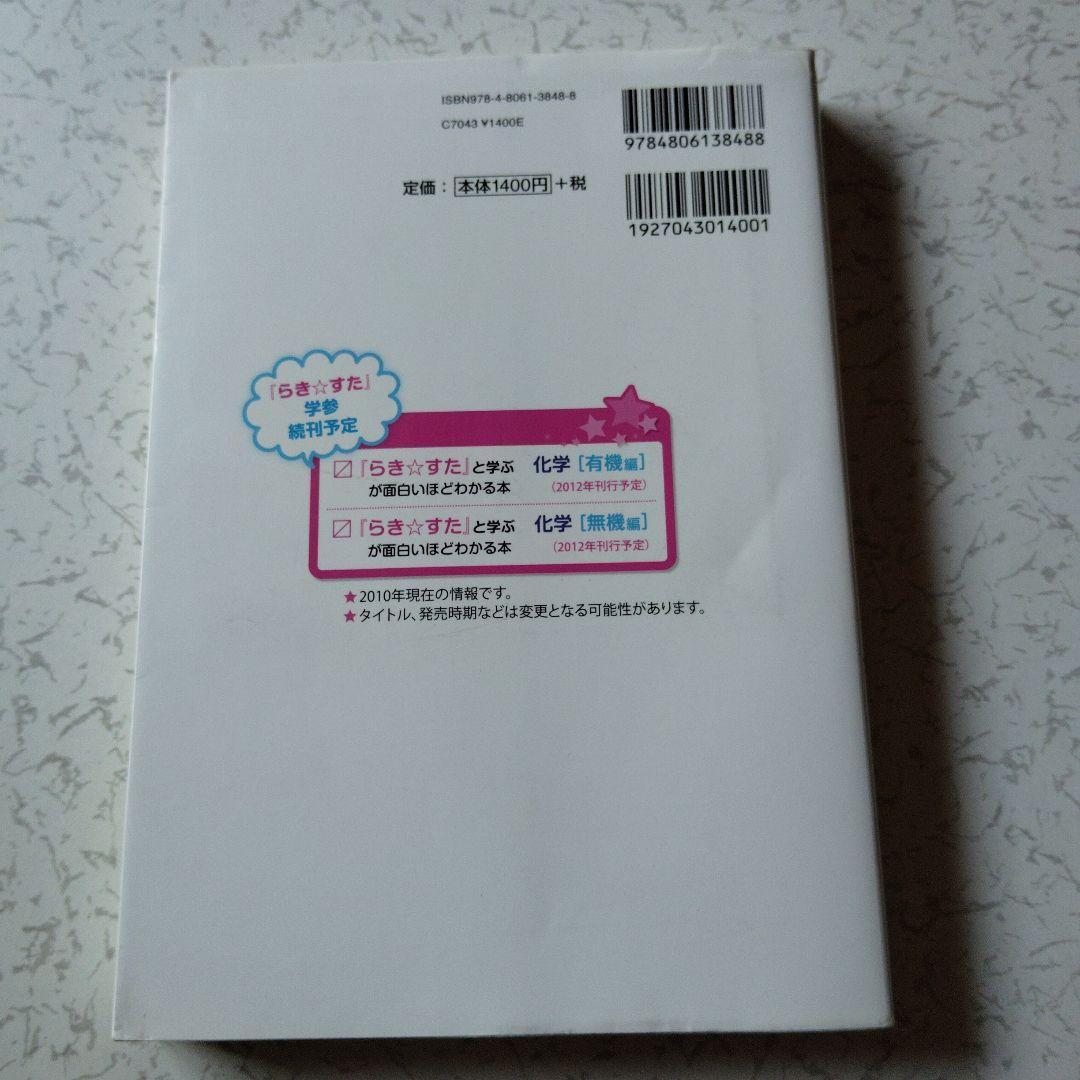 ISBN978-4-8061-3848-8
C7043 ¥1400E
9784806138488
定価：本体1400円+税
1927043014001
『らき☆すた』
学参
続刊予定
『らき☆すた』と学ぶ 化学［有機編］
が面白いほどわかる本 （2012年刊行予定）
『らき☆すた』と学ぶ 化学［無機編］
が面白いほどわかる本 （2012年刊行予定）
★2010年現在の情報です。
★タイトル、発売時期などは変更となる可能性があります。